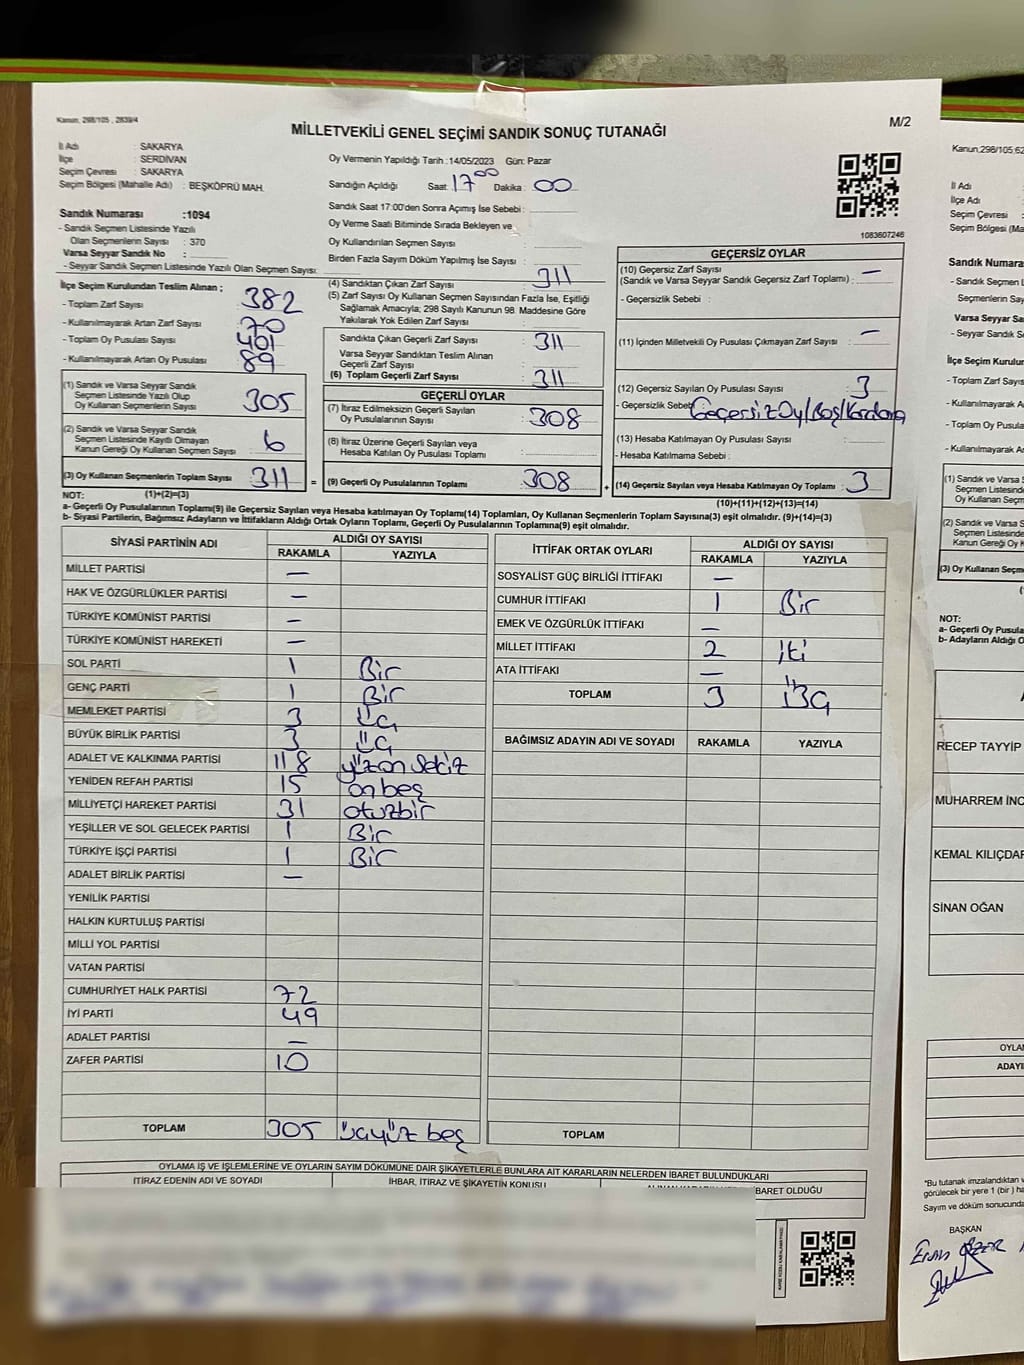 Kanun, 298/105 , 2839/4
M/2
MİLLETVEKİLİ GENEL SEÇİMİ SANDIK SONUÇ TUTANAĞI
İl Adı : SAKARYA
İlçe : SERDİVAN
Seçim Çevresi : SAKARYA
Seçim Bölgesi (Mahalle Adı) : BEŞKÖPRÜ MAH.
Oy Vermenin Yapıldığı Tarih :14/05/2023 Gün: Pazar
Sandığın Açıldığı Saat: 17 00 Dakika: 00
Sandık Saat 17:00'den Sonra Açımış İse Sebebi :
Oy Verme Saati Bitiminde Sırada Bekleyen ve
Oy Kullandırılan Seçmen Sayısı :
Birden Fazla Sayım Döküm Yapılmış İse Sayısı :
1083607246
Sandık Numarası :1094
- Sandık Seçmen Listesinde Yazılı
Olan Seçmenlerin Sayısı : 370
Varsa Seyyar Sandık No :
- Seyyar Sandık Seçmen Listesinde Yazılı Olan Seçmen Sayısı:
İlçe Seçim Kurulundan Teslim Alınan ;
- Toplam Zarf Sayısı : 382
- Kullanılmayarak Artan Zarf Sayısı : 70
- Toplam Oy Pusulası Sayısı : 401
- Kullanılmayarak Artan Oy Pusulası : 89
(1) Sandık ve Varsa Seyyar Sandık
Seçmen Listesinde Yazılı Olup
Oy Kullanan Seçmenlerin Sayısı 305
(2) Sandık ve Varsa Seyyar Sandık
Seçmen Listesinde Kayıtlı Olmayan
Kanun Gereği Oy Kullanan Seçmen Sayısı 6
(3) Oy Kullanan Seçmenlerin Toplam Sayısı 311
(4) Sandıktan Çıkan Zarf Sayısı : 311
(5) Zarf Sayısı Oy Kullanan Seçmen Sayısından Fazla İse, Eşitliği
Sağlamak Amacıyla; 298 Sayılı Kanunun 98. Maddesine Göre
Yakılarak Yok Edilen Zarf Sayısı :
Sandıkta Çıkan Geçerli Zarf Sayısı : 311
Varsa Seyyar Sandıktan Teslim Alınan
Geçerli Zarf Sayısı :
(6) Toplam Geçerli Zarf Sayısı : 311
GEÇERLİ OYLAR
(7) İtiraz Edilmeksizin Geçerli Sayılan
Oy Pusulalarının Sayısı : 308
(8) İtiraz Üzerine Geçerli Sayılan veya
Hesaba Katılan Oy Pusulası Toplamı :
= (9) Geçerli Oy Pusulalarının Toplamı : 308
GEÇERSİZ OYLAR
(10) Geçersiz Zarf Sayısı
(Sandık ve Varsa Seyyar Sandık Geçersiz Zarf Toplamı) : —
- Geçersizlik Sebebi :
(11) İçinden Milletvekili Oy Pusulası Çıkmayan Zarf Sayısı : —
(12) Geçersiz Sayılan Oy Pusulası Sayısı : 3
- Geçersizlik Sebebi Geçersiz Oy/Boş/Karalama
(13) Hesaba Katılmayan Oy Pusulası Sayısı :
- Hesaba Katılmama Sebebi :
+ (14) Geçersiz Sayılan veya Hesaba Katılmayan Oy Toplamı : 3
NOT: (1)+(2)=(3)
(10)+(11)+(12)+(13)=(14)
a- Geçerli Oy Pusulalarının Toplamı(9) ile Geçersiz Sayılan veya Hesaba katılmayan Oy Toplamı(14) Toplamları, Oy Kullanan Seçmenlerin Toplam Sayısına(3) eşit olmalıdır. (9)+(14)=(3)
b- Siyasi Partilerin, Bağımsız Adayların ve İttifakların Aldığı Ortak Oyların Toplamı, Geçerli Oy Pusulalarının Toplamına(9) eşit olmalıdır.
SİYASİ PARTİNİN ADI
ALDIĞI OY SAYISI
RAKAMLA YAZIYLA
MİLLET PARTİSİ —
HAK VE ÖZGÜRLÜKLER PARTİSİ —
TÜRKİYE KOMÜNİST PARTİSİ —
TÜRKİYE KOMÜNİST HAREKETİ —
SOL PARTİ 1 Bir
GENÇ PARTİ 1 Bir
MEMLEKET PARTİSİ 3 Üç
BÜYÜK BİRLİK PARTİSİ 3 Üç
ADALET VE KALKINMA PARTİSİ 118 yüzon sekiz
YENİDEN REFAH PARTİSİ 15 on beş
MİLLİYETÇİ HAREKET PARTİSİ 31 otuzbir
YEŞİLLER VE SOL GELECEK PARTİSİ 1 Bir
TÜRKİYE İŞÇİ PARTİSİ 1 Bir
ADALET BİRLİK PARTİSİ —
YENİLİK PARTİSİ
HALKIN KURTULUŞ PARTİSİ
MİLLİ YOL PARTİSİ
VATAN PARTİSİ
CUMHURİYET HALK PARTİSİ 72
İYİ PARTİ 49
ADALET PARTİSİ —
ZAFER PARTİSİ 10
TOPLAM 305 üçyüz beş
İTTİFAK ORTAK OYLARI
ALDIĞI OY SAYISI
RAKAMLA YAZIYLA
SOSYALİST GÜÇ BİRLİĞİ İTTİFAKI —
CUMHUR İTTİFAKI 1 Bir
EMEK VE ÖZGÜRLÜK İTTİFAKI —
MİLLET İTTİFAKI 2 iki
ATA İTTİFAKI —
TOPLAM 3 üç
BAĞIMSIZ ADAYIN ADI VE SOYADI RAKAMLA YAZIYLA
TOPLAM
OYLAMA İŞ VE İŞLEMLERİNE VE OYLARIN SAYIM DÖKÜMÜNE DAİR ŞİKAYETLERLE BUNLARA AİT KARARLARIN NELERDEN İBARET BULUNDUKLARI
İTİRAZ EDENİN ADI VE SOYADI İHBAR, İTİRAZ VE ŞİKAYETİN KONUSU BARET OLDUĞU
Kanun,298/105;62
İl Adı
İlçe Adı
Seçim Çevresi
Seçim Bölgesi (Ma
Sandık Numara
- Sandık Seçmen L
Seçmenlerin Say
Varsa Seyyar Sa
- Seyyar Sandık S
İlçe Seçim Kurulun
- Toplam Zarf Sayıs
- Kullanılmayarak A
- Toplam Oy Pusula
- Kullanılmayarak A
(1) Sandık ve Varsa S
Seçmen Listesind
Oy Kullanan Seçm
(2) Sandık ve Varsa
Seçmen Listesind
Kanun Gereği Oy K
(3) Oy Kullanan Seçm
NOT:
a- Geçerli Oy Pusula
b- Adayların Aldığı O
RECEP TAYYİP
MUHARREM İNC
KEMAL KILIÇDAR
SİNAN OĞAN
OYLA
ADAYI
*Bu tutanak imzalandıktan v
görülecek bir yere 1 (bir ) ha
Sayım ve döküm sonucunda
BAŞKAN